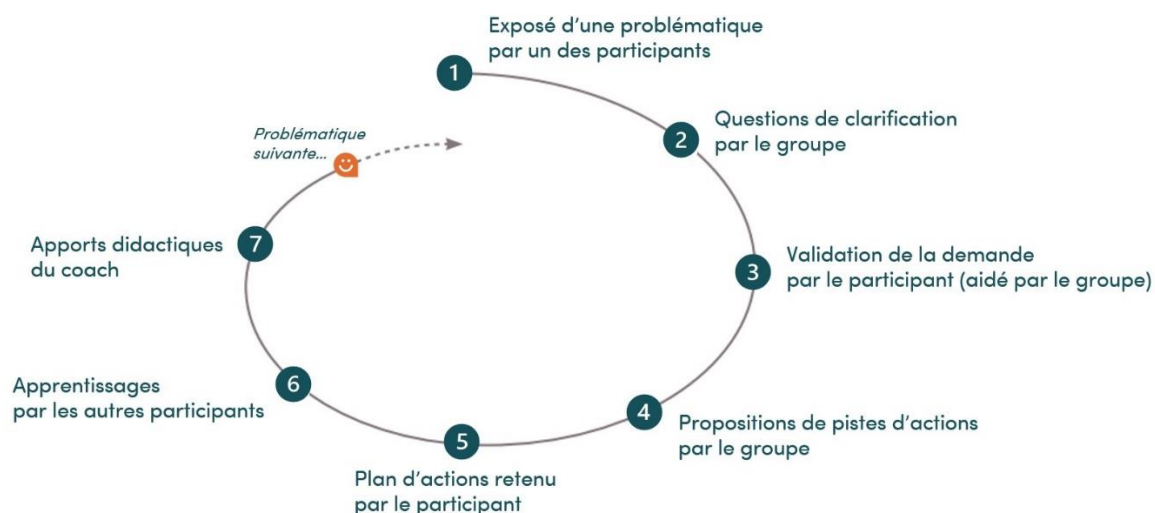 1
Exposé d’une problématique
par un des participants
2
Questions de clarification
par le groupe
3
Validation de la demande
par le participant (aidé par le groupe)
4
Propositions de pistes d’actions
par le groupe
5
Plan d’actions retenu
par le participant
6
Apprentissages
par les autres participants
7
Apports didactiques
du coach
Problématique
suivante...